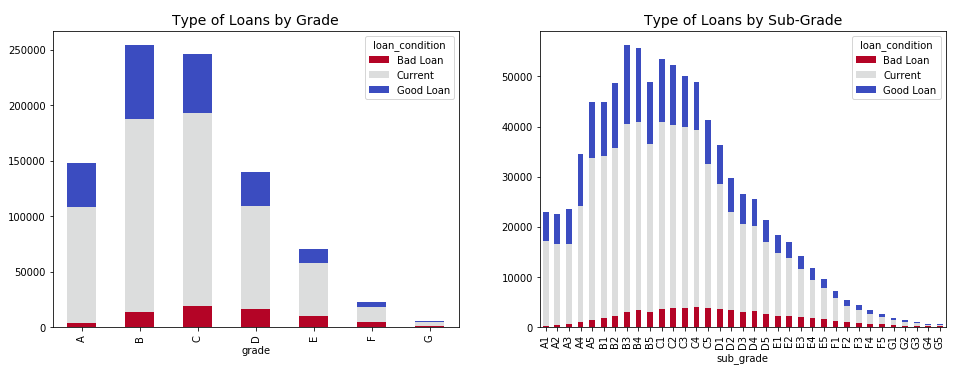 Type of Loans by Grade
loan_condition
Bad Loan
Current
Good Loan
250000
200000
150000
100000
50000
0
A B C D E F G
grade
Type of Loans by Sub-Grade
loan_condition
Bad Loan
Current
Good Loan
50000
40000
30000
20000
10000
0
A1 A2 A3 A4 A5 B1 B2 B3 B4 B5 C1 C2 C3 C4 C5 D1 D2 D3 D4 D5 E1 E2 E3 E4 E5 F1 F2 F3 F4 F5 G1 G2 G3 G4 G5
sub_grade